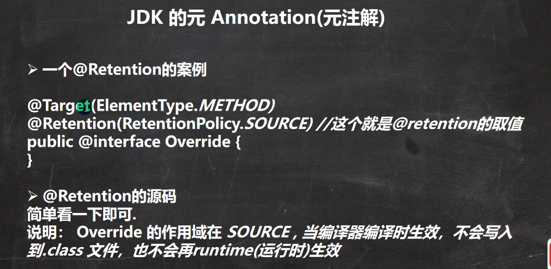 JDK 的元 Annotation(元注解)
➢ 一个@Retention的案例
@Target(ElementType.METHOD)
@Retention(RetentionPolicy.SOURCE) //这个就是@retention的取值
public @interface Override {
}
➢ @Retention的源码
简单看一下即可.
说明： Override 的作用域在 SOURCE , 当编译器编译时生效，不会写入
到.class 文件，也不会再runtime(运行时)生效